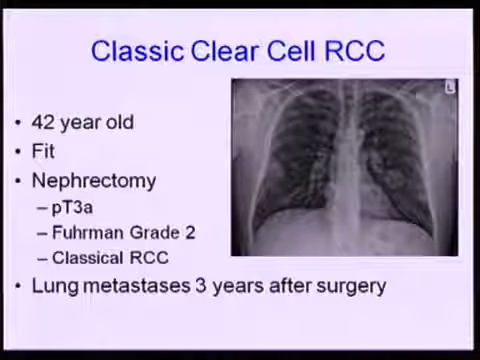 Classic Clear Cell RCC
L
• 42 year old
• Fit
• Nephrectomy
– pT3a
– Fuhrman Grade 2
– Classical RCC
• Lung metastases 3 years after surgery